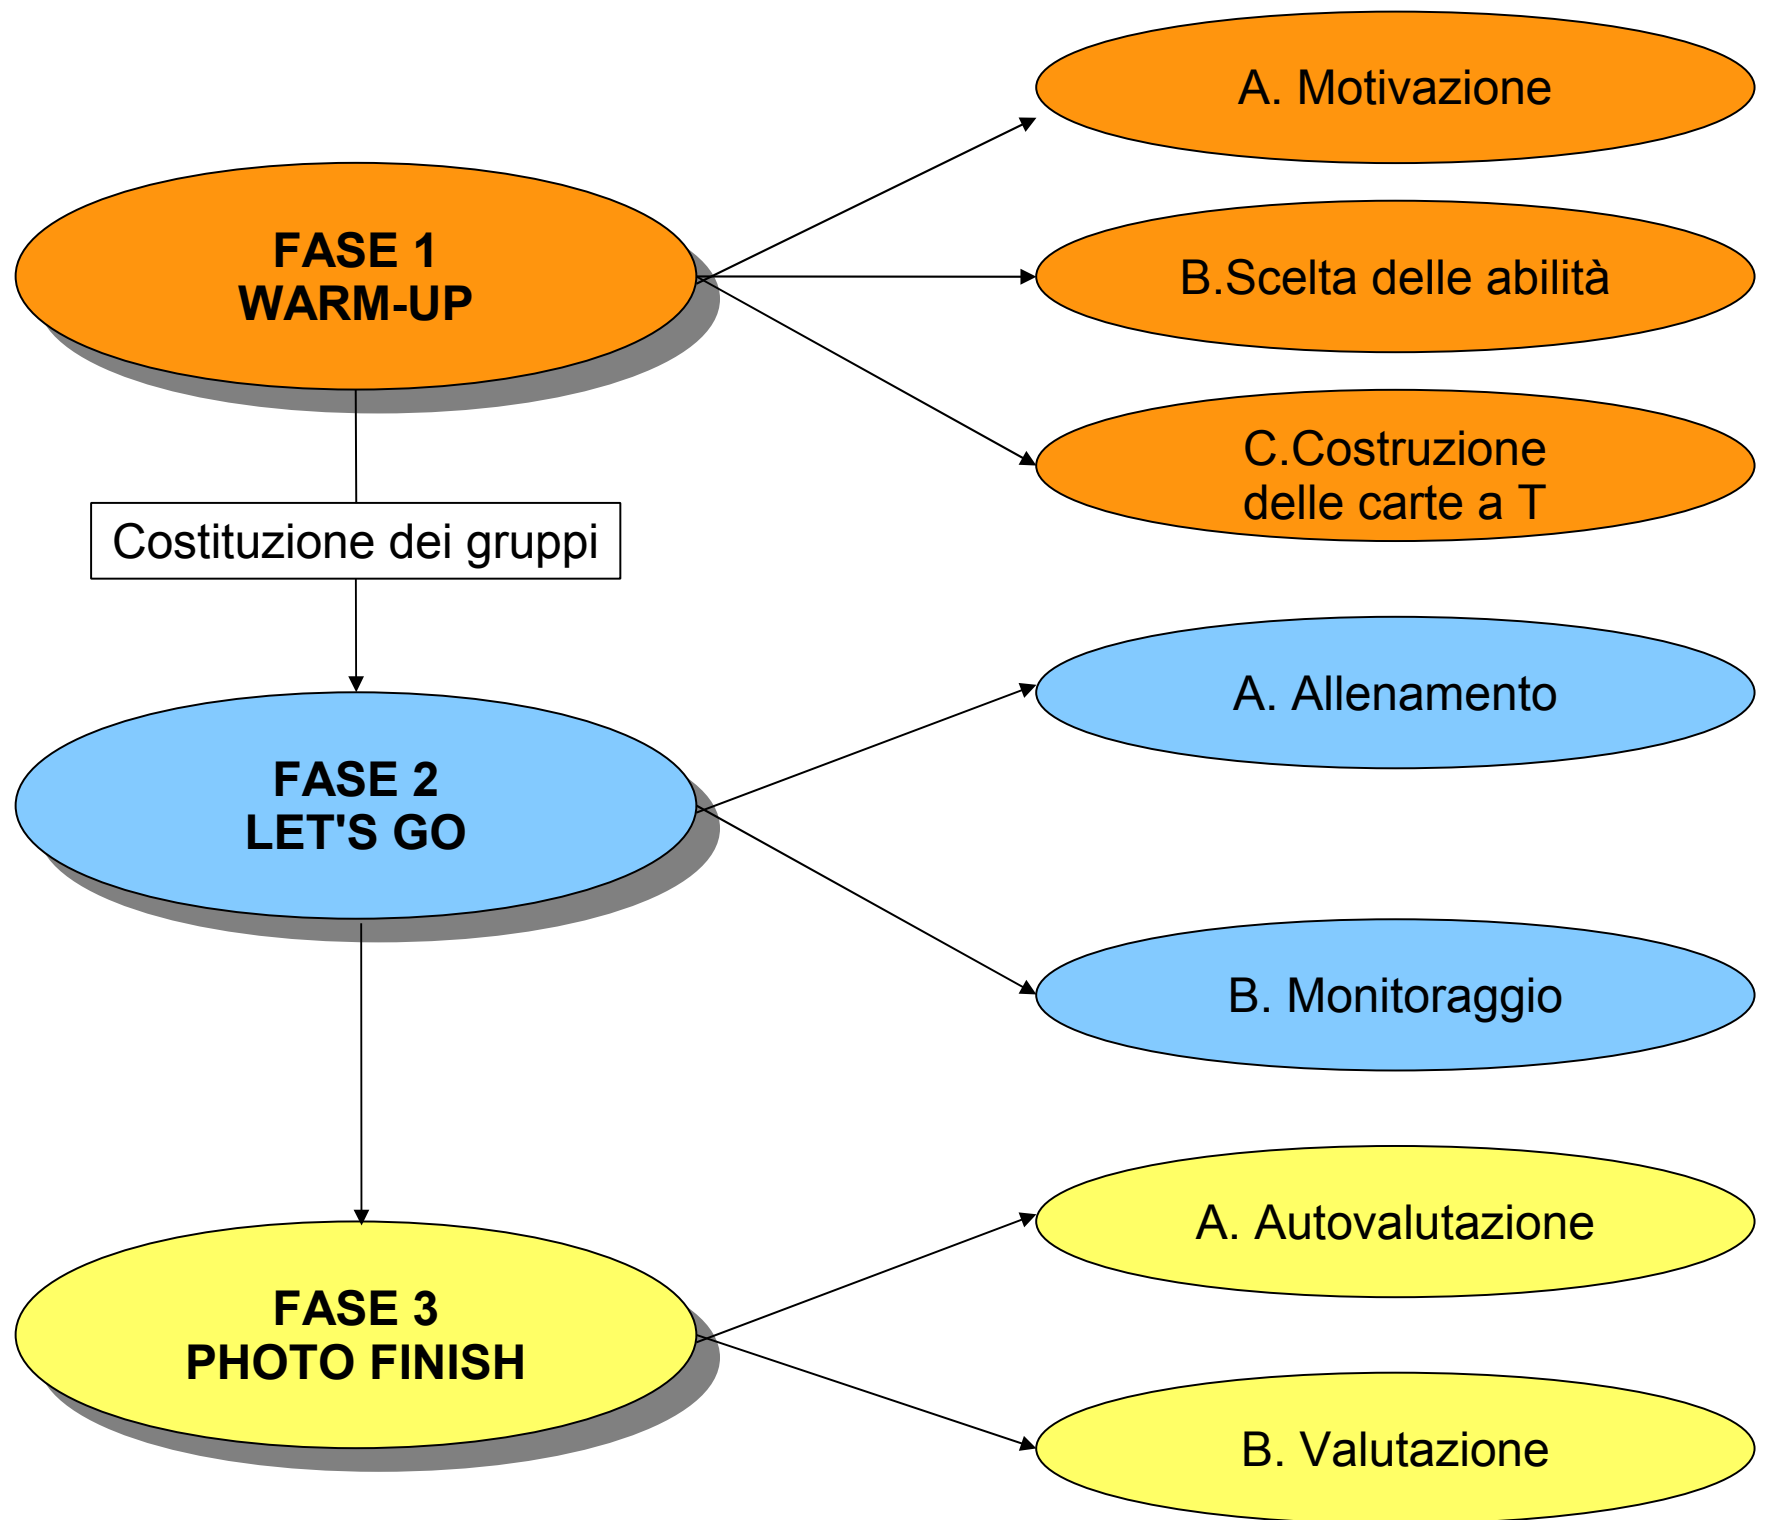 A. Motivazione
FASE 1
WARM-UP
B.Scelta delle abilità
C.Costruzione
delle carte a T
Costituzione dei gruppi
FASE 2
LET'S GO
A. Allenamento
B. Monitoraggio
FASE 3
PHOTO FINISH
A. Autovalutazione
B. Valutazione